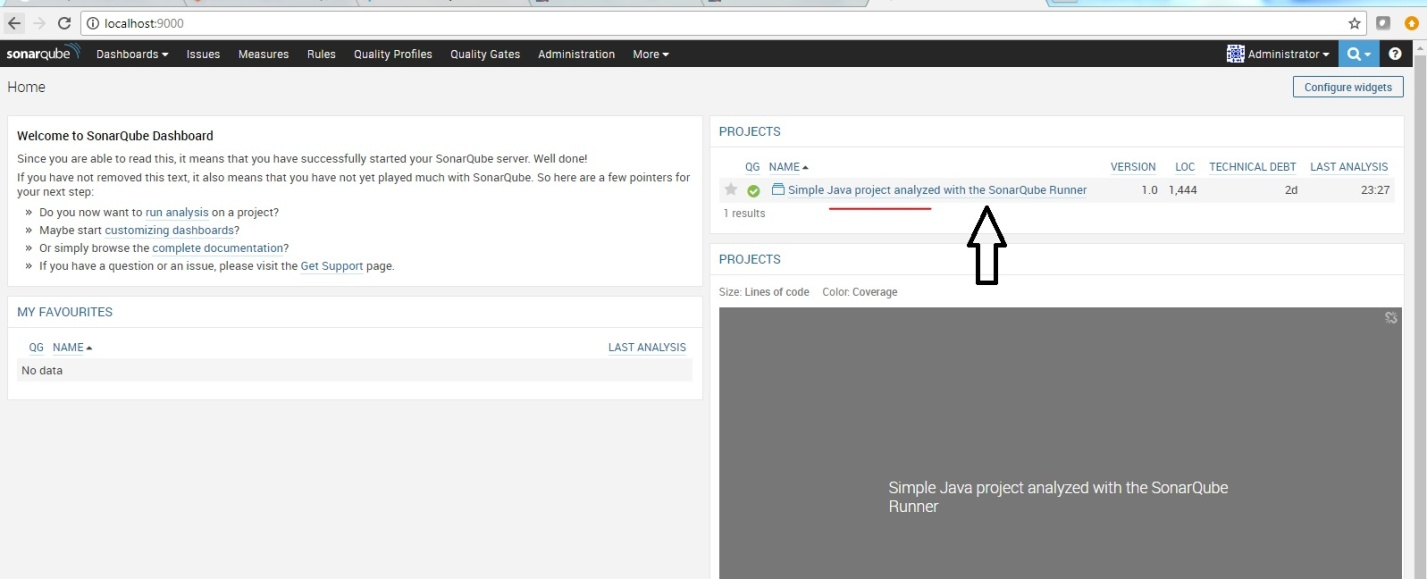 localhost:9000
sonarqube Dashboards Issues Measures Rules Quality Profiles Quality Gates Administration More Administrator
Home
Configure widgets
Welcome to SonarQube Dashboard
Since you are able to read this, it means that you have successfully started your SonarQube server. Well done!
If you have not removed this text, it also means that you have not yet played much with SonarQube. So here are a few pointers for
your next step:
» Do you now want to run analysis on a project?
» Maybe start customizing dashboards?
» Or simply browse the complete documentation?
» If you have a question or an issue, please visit the Get Support page.
MY FAVOURITES
QG NAME LAST ANALYSIS
No data
PROJECTS
QG NAME VERSION LOC TECHNICAL DEBT LAST ANALYSIS
Simple Java project analyzed with the SonarQube Runner 1.0 1,444 2d 23:27
1 results
PROJECTS
Size: Lines of code Color: Coverage
Simple Java project analyzed with the SonarQube
Runner